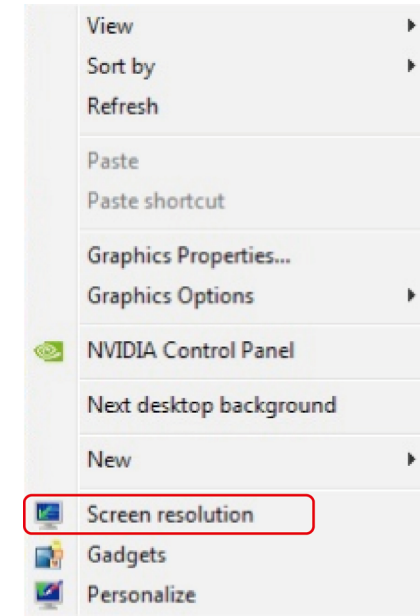 View
Sort by
Refresh
Paste
Paste shortcut
Graphics Properties...
Graphics Options
NVIDIA Control Panel
Next desktop background
New
Screen resolution
Gadgets
Personalize